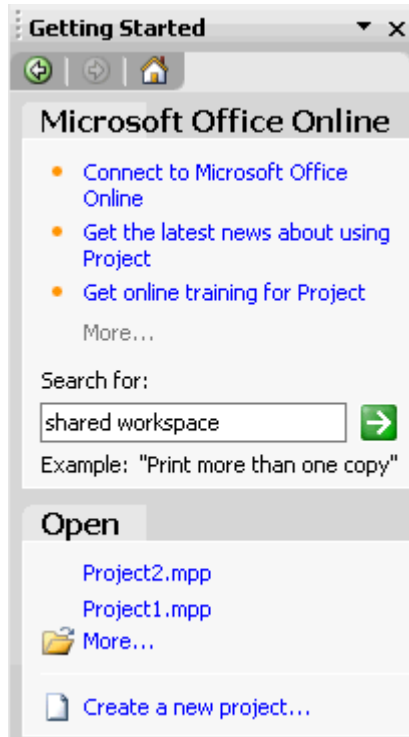 Getting Started
Microsoft Office Online
Connect to Microsoft Office
Online
Get the latest news about using
Project
Get online training for Project
More...
Search for:
shared workspace
Example: "Print more than one copy"
Open
Project2.mpp
Project1.mpp
More...
Create a new project...